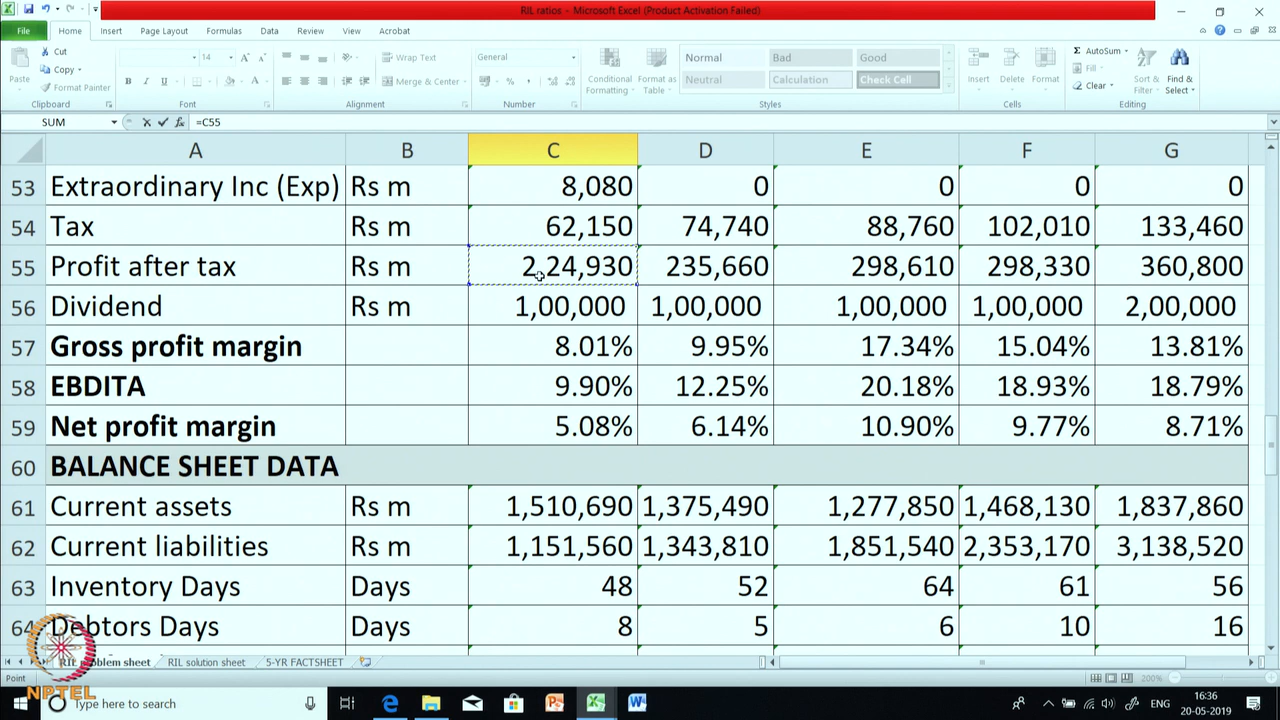 RIL ratios - Microsoft Excel (Product Activation Failed)
File Home Insert Page Layout Formulas Data Review View Acrobat
Cut
Copy
Format Painter
Paste
Clipboard
14
Font
Wrap Text
Merge & Center
Alignment
General
Number
Conditional Formatting
Format as Table
Normal Bad Good
Neutral Calculation Check Cell
Styles
Insert Delete Format
Cells
AutoSum
Fill
Clear
Sort & Filter
Find & Select
Editing
SUM =C55
A B C D E F G
53 Extraordinary Inc (Exp) Rs m 8,080 0 0 0 0
54 Tax Rs m 62,150 74,740 88,760 102,010 133,460
55 Profit after tax Rs m 2,24,930 235,660 298,610 298,330 360,800
56 Dividend Rs m 1,00,000 1,00,000 1,00,000 1,00,000 2,00,000
57 Gross profit margin 8.01% 9.95% 17.34% 15.04% 13.81%
58 EBDITA 9.90% 12.25% 20.18% 18.93% 18.79%
59 Net profit margin 5.08% 6.14% 10.90% 9.77% 8.71%
60 BALANCE SHEET DATA
61 Current assets Rs m 1,510,690 1,375,490 1,277,850 1,468,130 1,837,860
62 Current liabilities Rs m 1,151,560 1,343,810 1,851,540 2,353,170 3,138,520
63 Inventory Days Days 48 52 64 61 56
64 Debtors Days Days 8 5 6 10 16
RIL problem sheet RIL solution sheet 5-YR FACTSHEET
Point 200%
NPTEL
Type here to search
ENG
16:36
20-05-2019